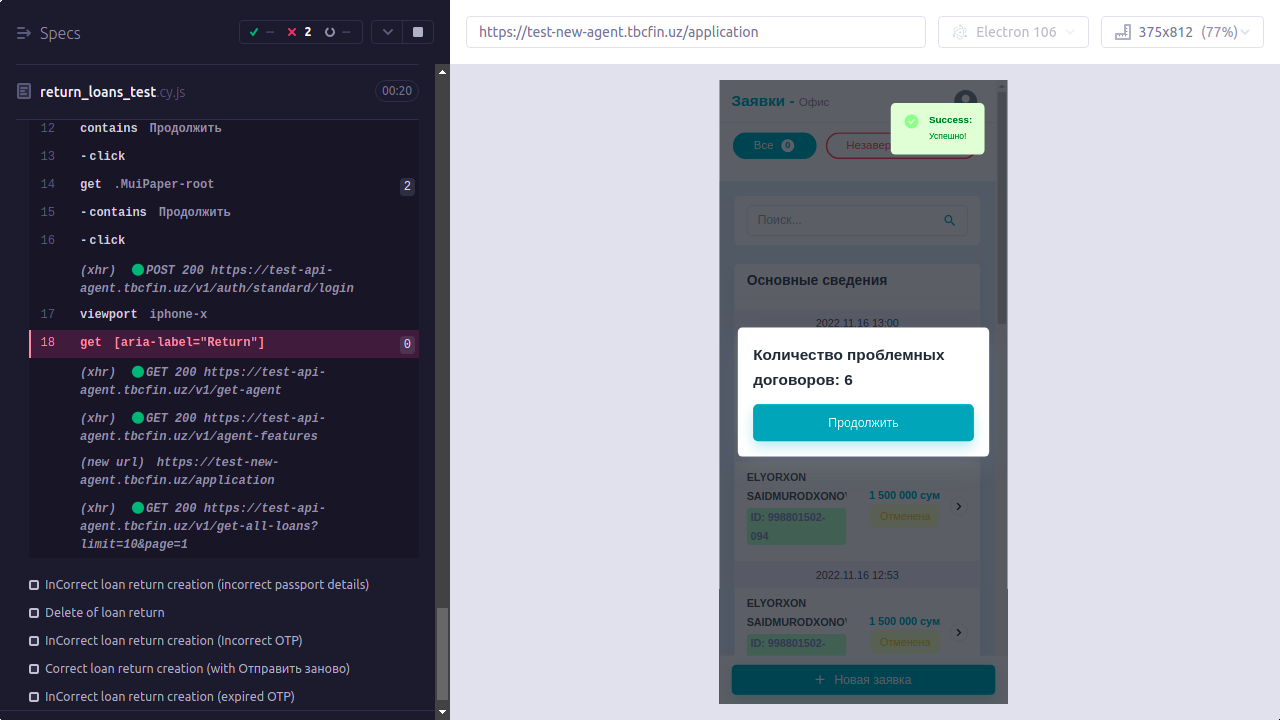 Specs
--
2
--
https://test-new-agent.tbcfin.uz/application
Electron 106
375x812 (77%)
return_loans_test.cy.js
00:20
12 contains Продолжить
13 -click
14 get .MuiPaper-root 2
15 -contains Продолжить
16 -click
(xhr) POST 200 https://test-api-
agent.tbcfin.uz/v1/auth/standard/login
17 viewport iphone-x
18 get [aria-label="Return"] 0
(xhr) GET 200 https://test-api-
agent.tbcfin.uz/v1/get-agent
(xhr) GET 200 https://test-api-
agent.tbcfin.uz/v1/agent-features
(new url) https://test-new-
agent.tbcfin.uz/application
(xhr) GET 200 https://test-api-
agent.tbcfin.uz/v1/get-all-loans?
limit=10&page=1
InCorrect loan return creation (incorrect passport details)
Delete of loan return
InCorrect loan return creation (Incorrect OTP)
Correct loan return creation (with Отправить заново)
InCorrect loan return creation (expired OTP)
Заявки - Офис
Success:
Успешно!
Все 0
Незавер
Поиск...
Основные сведения
2022.11.16 13:00
Количество проблемных
договоров: 6
Продолжить
ELYORXON
SAIDMURODXONOV
1 500 000 сум
ID: 998801502-
094
Отменена
2022.11.16 12:53
ELYORXON
SAIDMURODXONOV
1 500 000 сум
ID: 998801502-
Отменена
+ Новая заявка